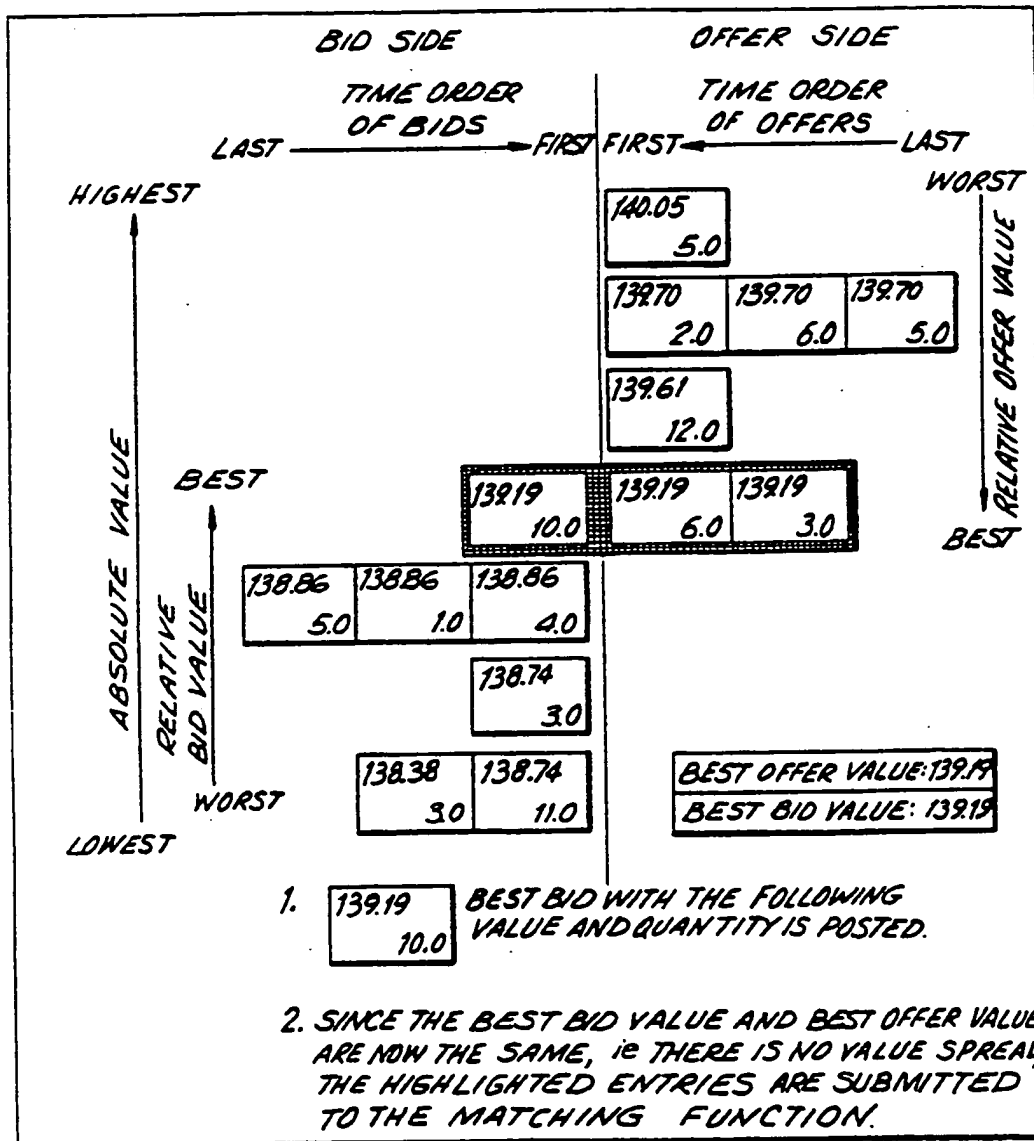 BID SIDE
OFFER SIDE
TIME ORDER
OF BIDS
TIME ORDER
OF OFFERS
LAST
FIRST
FIRST
LAST
HIGHEST
WORST
140.05
5.0
139.70 139.70 139.70
2.0 6.0 5.0
RELATIVE OFFER VALUE
139.61
12.0
ABSOLUTE VALUE
BEST
139.19 139.19 139.19
10.0 6.0 3.0
BEST
RELATIVE
BID VALUE
138.86 138.86 138.86
5.0 1.0 4.0
138.74
3.0
138.38 138.74
3.0 11.0
WORST
LOWEST
BEST OFFER VALUE: 139.19
BEST BID VALUE: 139.19
1. 139.19
10.0
BEST BID WITH THE FOLLOWING
VALUE AND QUANTITY IS POSTED.
2. SINCE THE BEST BID VALUE AND BEST OFFER VALUE
ARE NOW THE SAME, ie THERE IS NO VALUE SPREAD
THE HIGHLIGHTED ENTRIES ARE SUBMITTED
TO THE MATCHING FUNCTION.